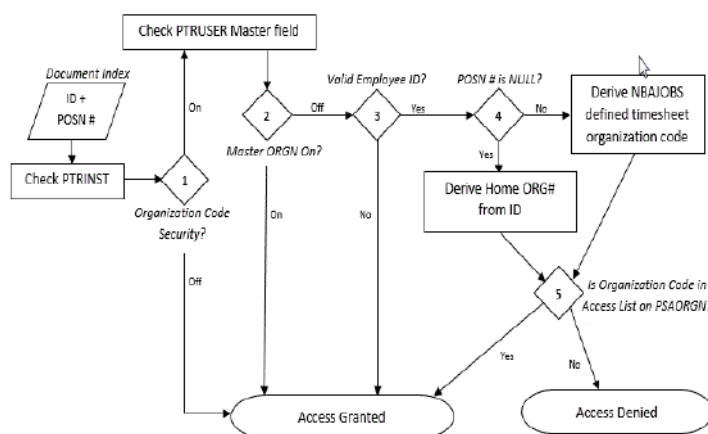 Check PTRUSER Master field
Document Index
ID +
POSN #
Check PTRINST
On
1
Organization Code
Security?
Off
2
Master ORGN On?
Off
On
Valid Employee ID?
3
Yes
No
POSN # is NULL?
4
No
Yes
Derive NBAJOBS
defined timesheet
organization code
Derive Home ORG#
from ID
5
Is Organization Code in
Access List on PSAORGN?
Yes
No
Access Granted
Access Denied